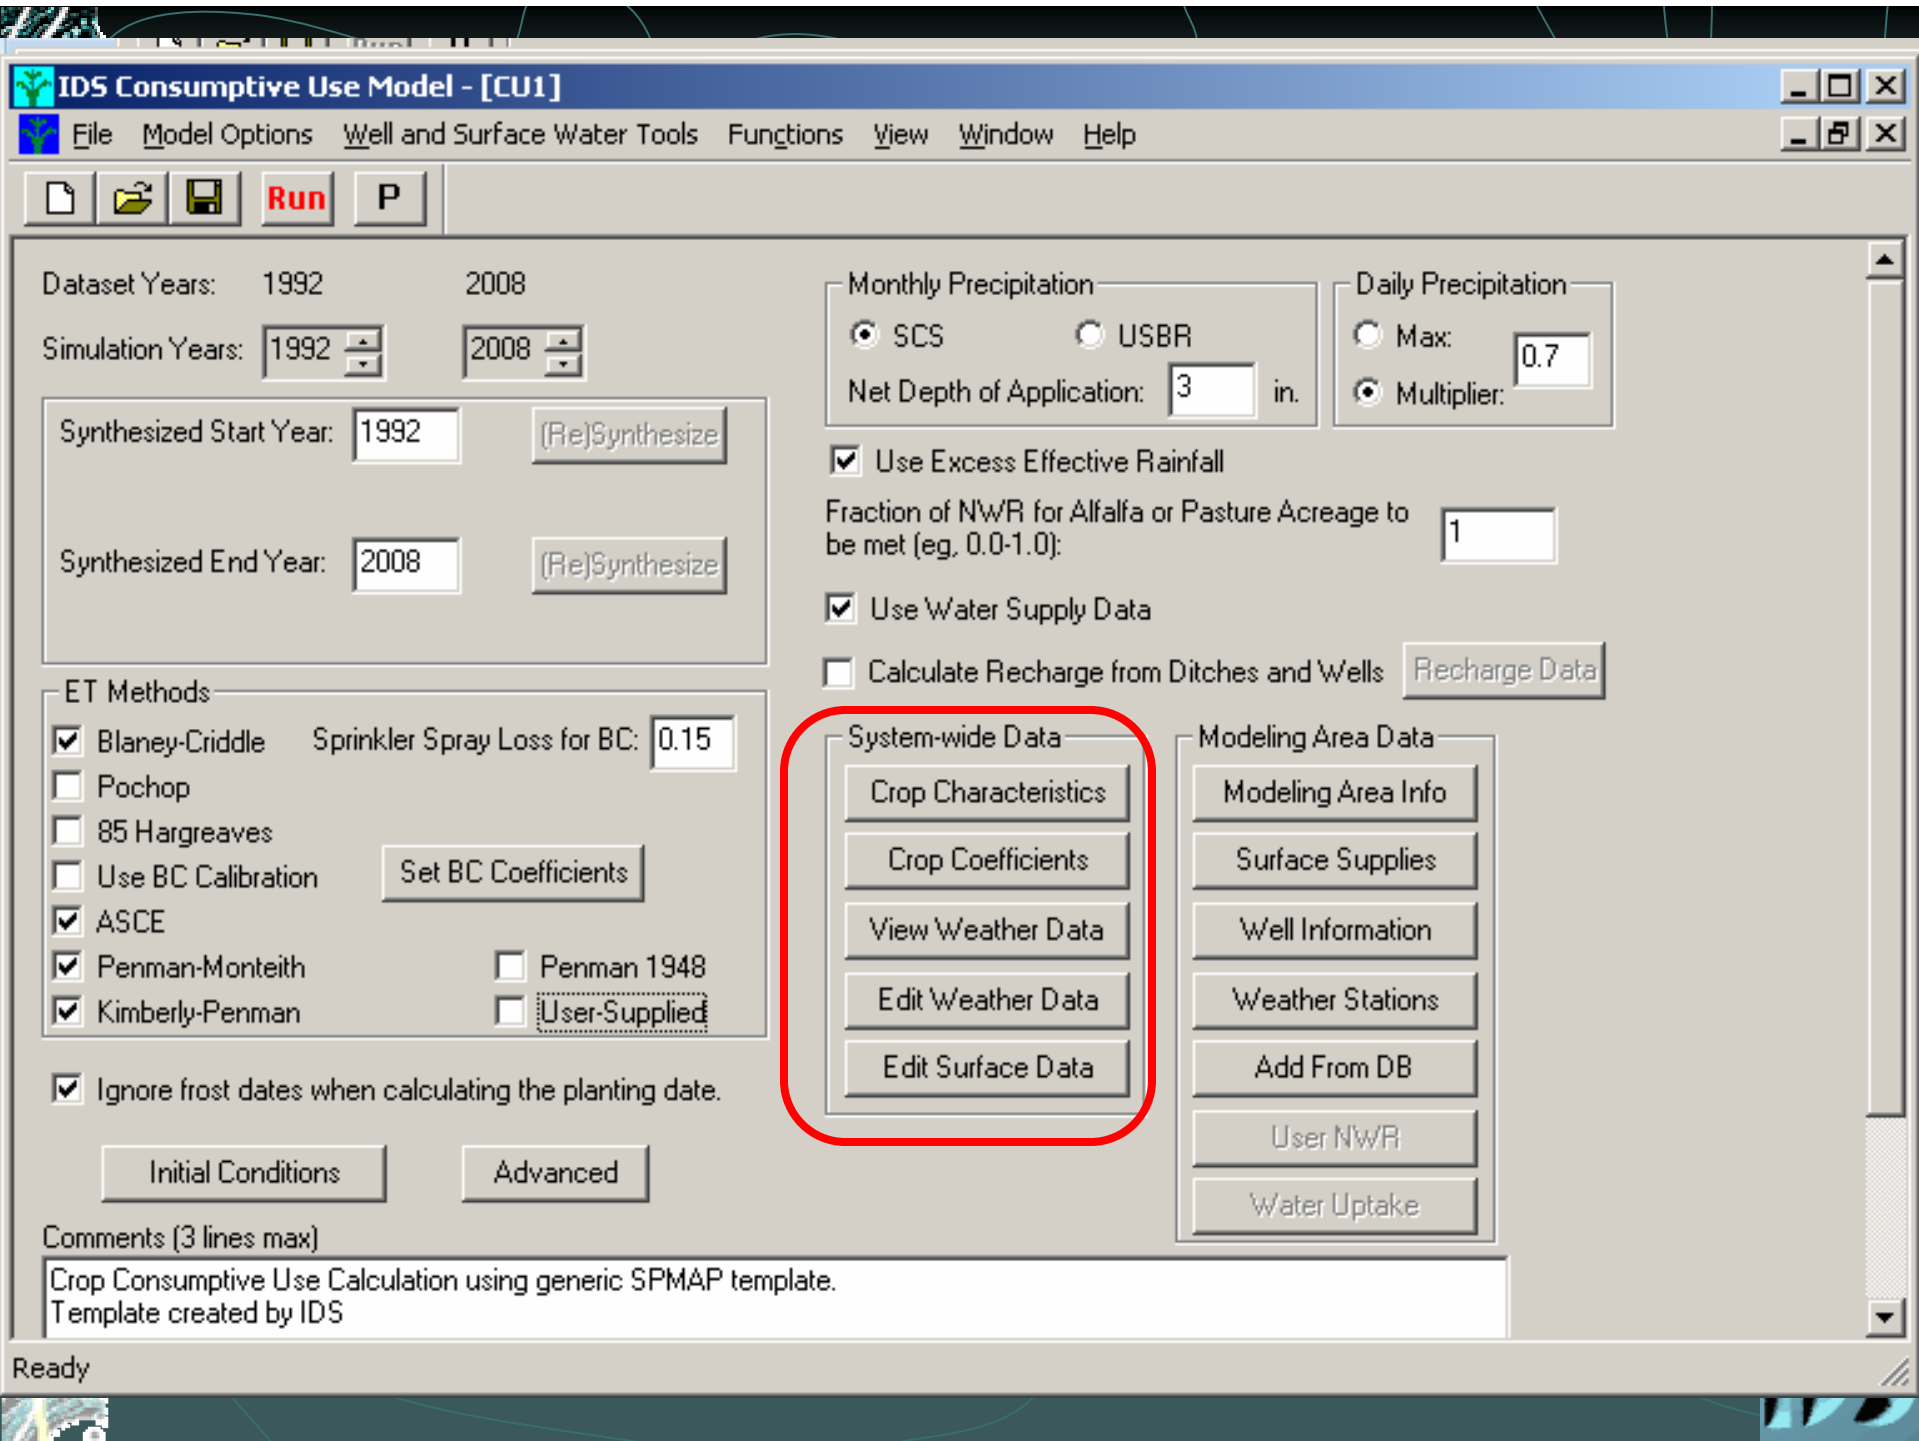 IDS Consumptive Use Model - [CU1]
File Model Options Well and Surface Water Tools Functions View Window Help
Run P
Dataset Years: 1992 2008
Simulation Years: 1992 2008
Synthesized Start Year: 1992 (Re)Synthesize
Synthesized End Year: 2008 (Re)Synthesize
ET Methods
Blaney-Criddle Sprinkler Spray Loss for BC: 0.15
Pochop
85 Hargreaves
Use BC Calibration Set BC Coefficients
ASCE
Penman-Monteith Penman 1948
Kimberly-Penman User-Supplied
Ignore frost dates when calculating the planting date.
Initial Conditions Advanced
Monthly Precipitation
SCS USBR
Net Depth of Application: 3 in.
Daily Precipitation
Max: 0.7
Multiplier:
Use Excess Effective Rainfall
Fraction of NWR for Alfalfa or Pasture Acreage to
be met (eg, 0.0-1.0): 1
Use Water Supply Data
Calculate Recharge from Ditches and Wells Recharge Data
System-wide Data
Crop Characteristics
Crop Coefficients
View Weather Data
Edit Weather Data
Edit Surface Data
Modeling Area Data
Modeling Area Info
Surface Supplies
Well Information
Weather Stations
Add From DB
User NWR
Water Uptake
Comments (3 lines max)
Crop Consumptive Use Calculation using generic SPMAP template.
Template created by IDS
Ready